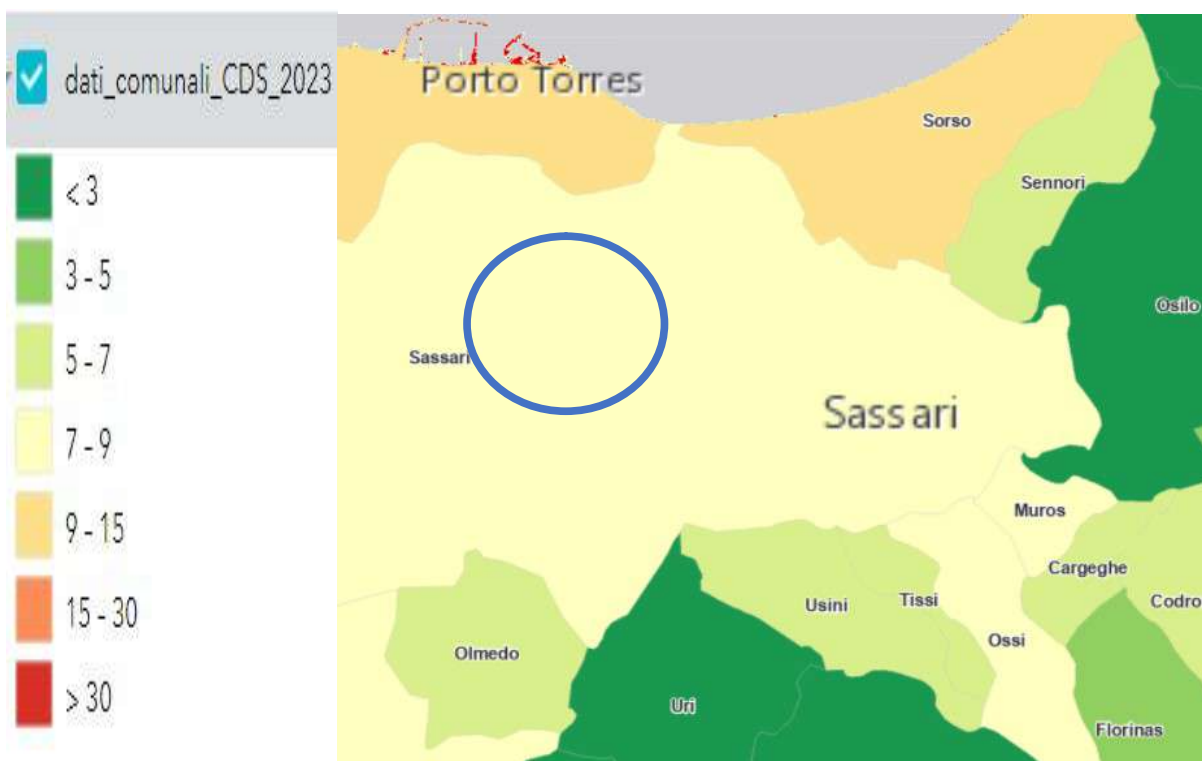 dati_comunali_CDS_2023
< 3
3 - 5
5 - 7
7 - 9
9 - 15
15 - 30
> 30
Porto Torres
Sorso
Sennori
Osilo
Sassari
Sassari
Muros
Cargeghe
Codro
Usini
Tissi
Ossi
Olmedo
Uri
Florinas